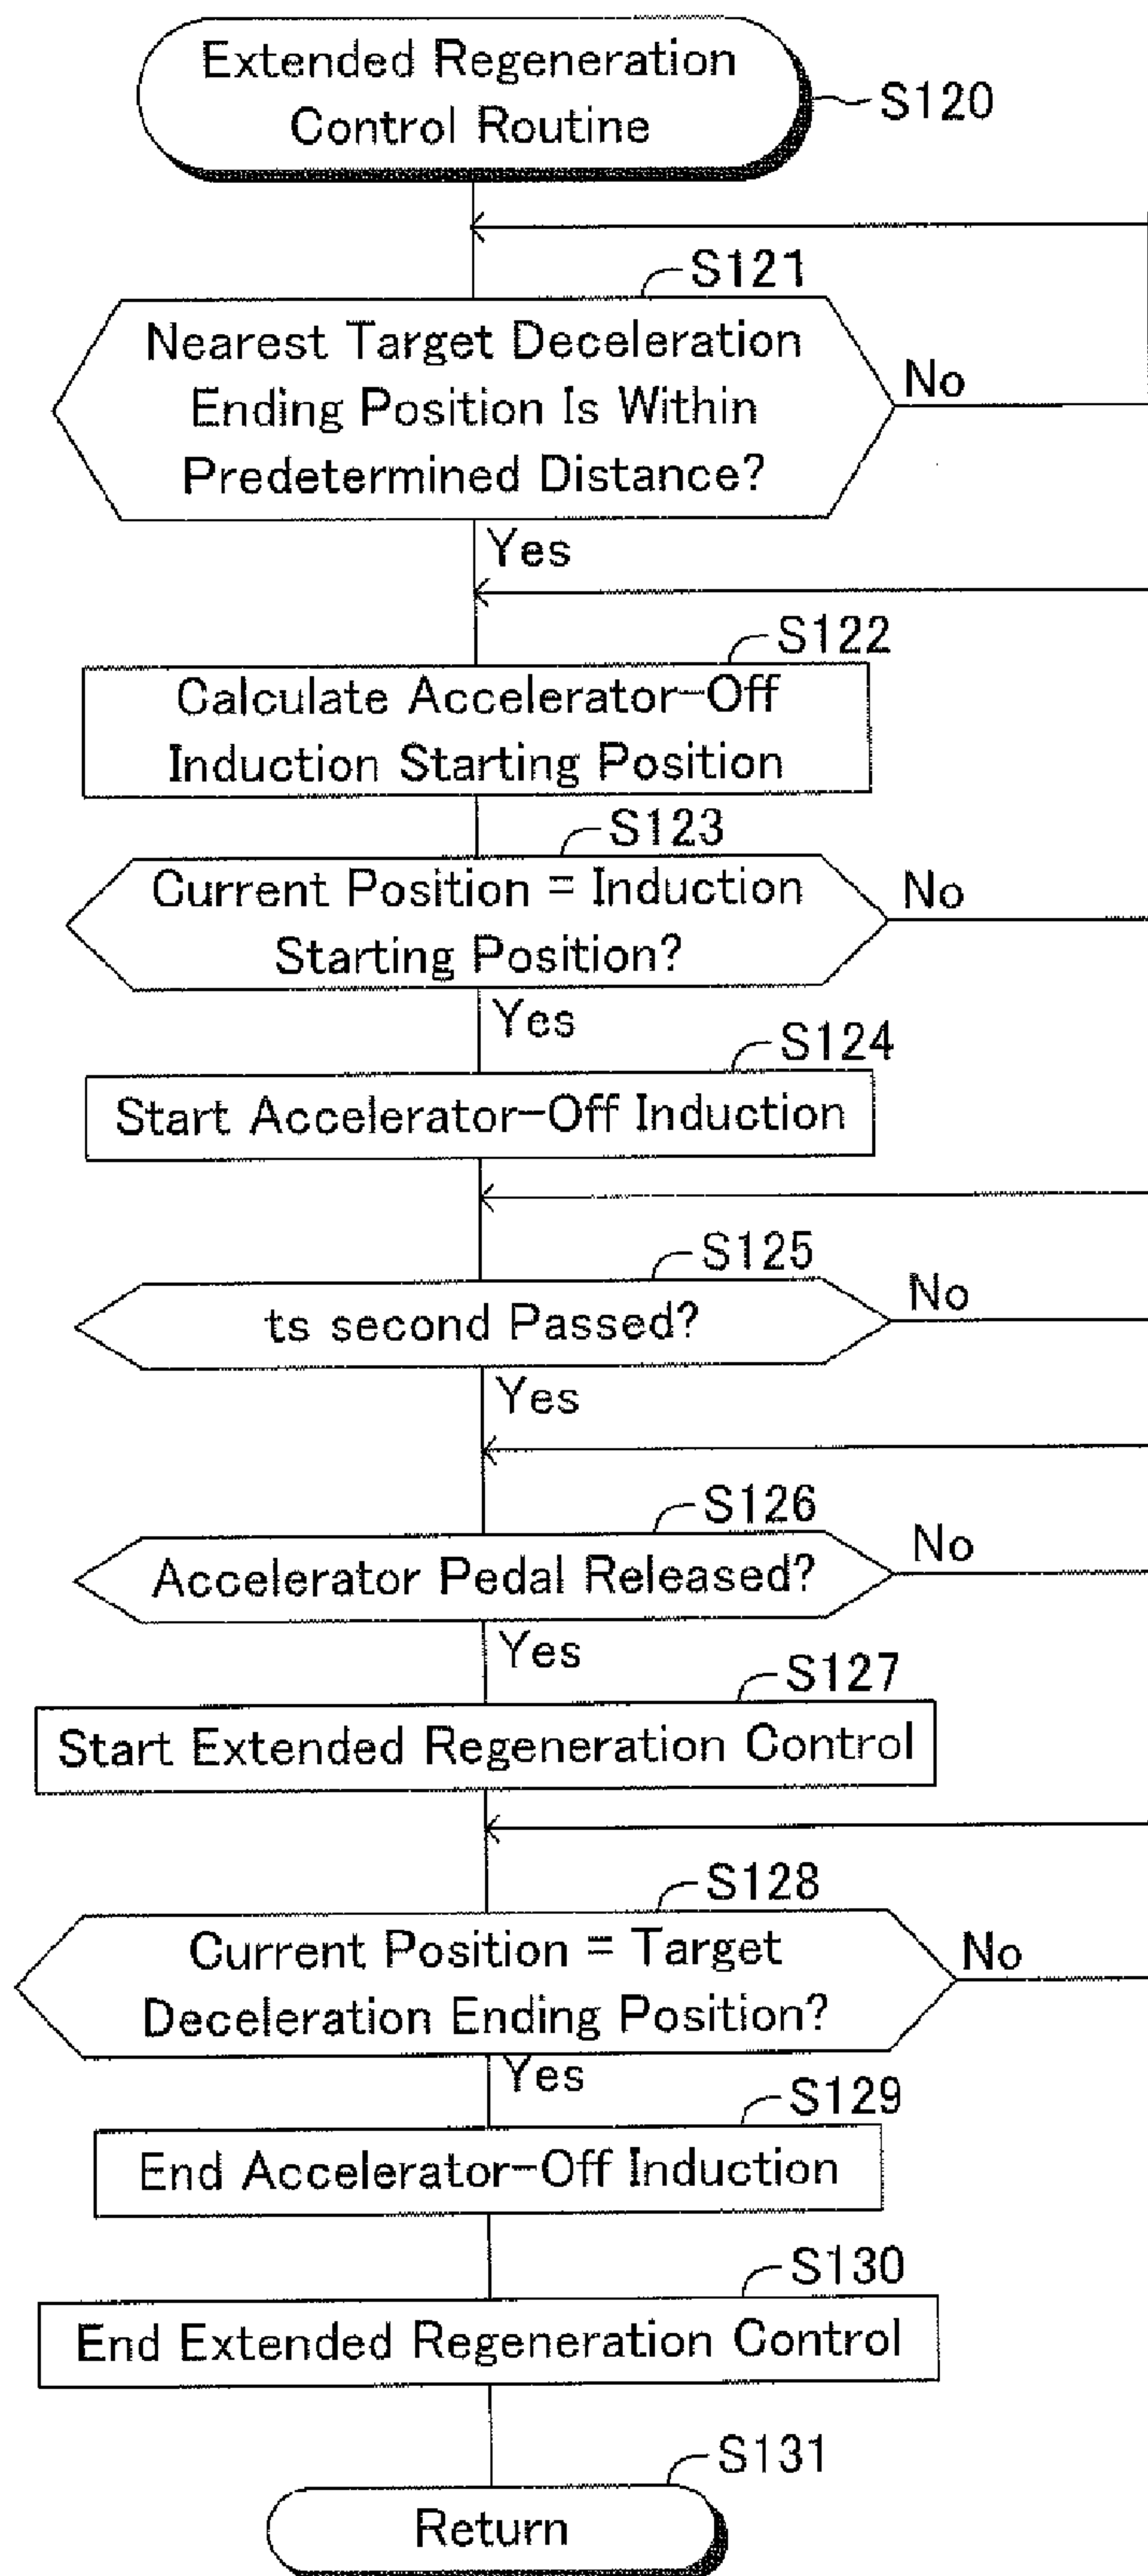 Extended Regeneration
Control Routine
S120
S121
Nearest Target Deceleration
Ending Position Is Within
Predetermined Distance?
No
Yes
S122
Calculate Accelerator-Off
Induction Starting Position
S123
Current Position = Induction
Starting Position?
No
Yes
S124
Start Accelerator-Off Induction
S125
ts second Passed?
No
Yes
S126
Accelerator Pedal Released?
No
Yes
S127
Start Extended Regeneration Control
S128
Current Position = Target
Deceleration Ending Position?
No
Yes
S129
End Accelerator-Off Induction
S130
End Extended Regeneration Control
S131
Return